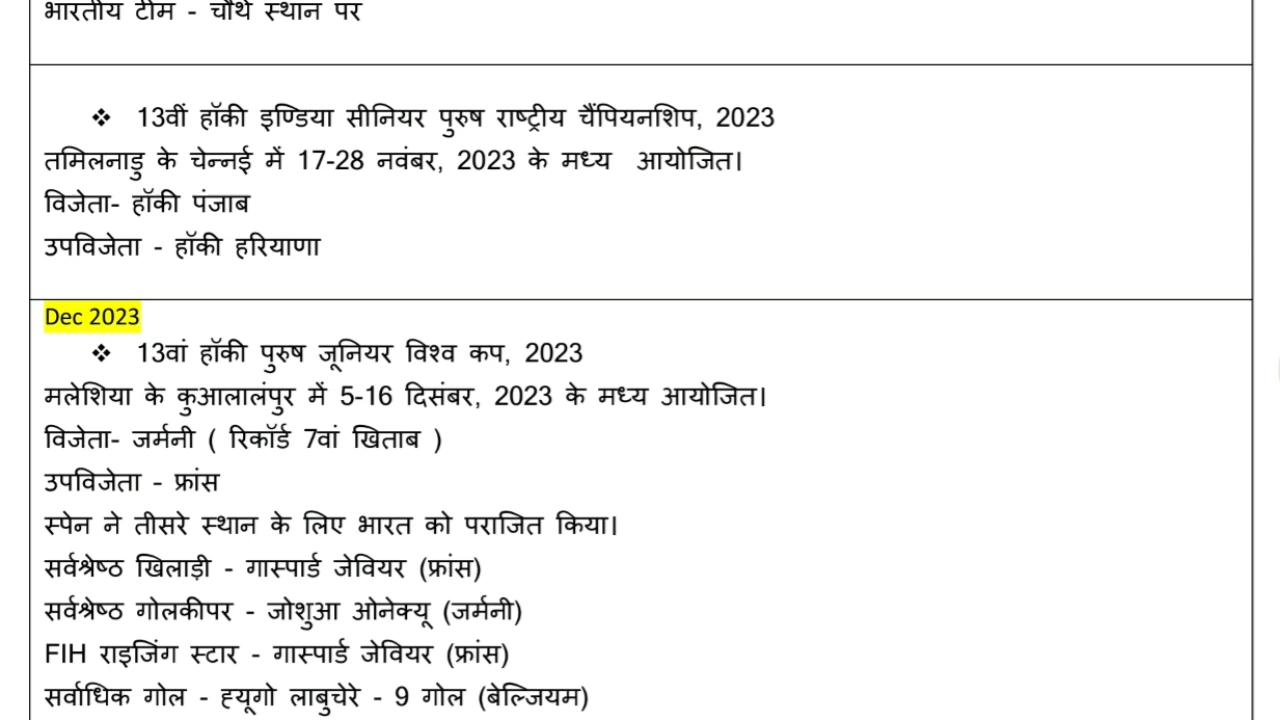 भारतीय टीम - चौथे स्थान पर
❖ 13वीं हॉकी इण्डिया सीनियर पुरुष राष्ट्रीय चैंपियनशिप, 2023
तमिलनाडु के चेन्नई में 17-28 नवंबर, 2023 के मध्य आयोजित।
विजेता- हॉकी पंजाब
उपविजेता - हॉकी हरियाणा
Dec 2023
❖ 13वां हॉकी पुरुष जूनियर विश्व कप, 2023
मलेशिया के कुआलालंपुर में 5-16 दिसंबर, 2023 के मध्य आयोजित।
विजेता- जर्मनी ( रिकॉर्ड 7वां खिताब )
उपविजेता - फ्रांस
स्पेन ने तीसरे स्थान के लिए भारत को पराजित किया।
सर्वश्रेष्ठ खिलाड़ी - गास्पार्ड जेवियर (फ्रांस)
सर्वश्रेष्ठ गोलकीपर - जोशुआ ओनेक्यू (जर्मनी)
FIH राइजिंग स्टार - गास्पार्ड जेवियर (फ्रांस)
सर्वाधिक गोल - ह्यूगो लाबुचेरे - 9 गोल (बेल्जियम)